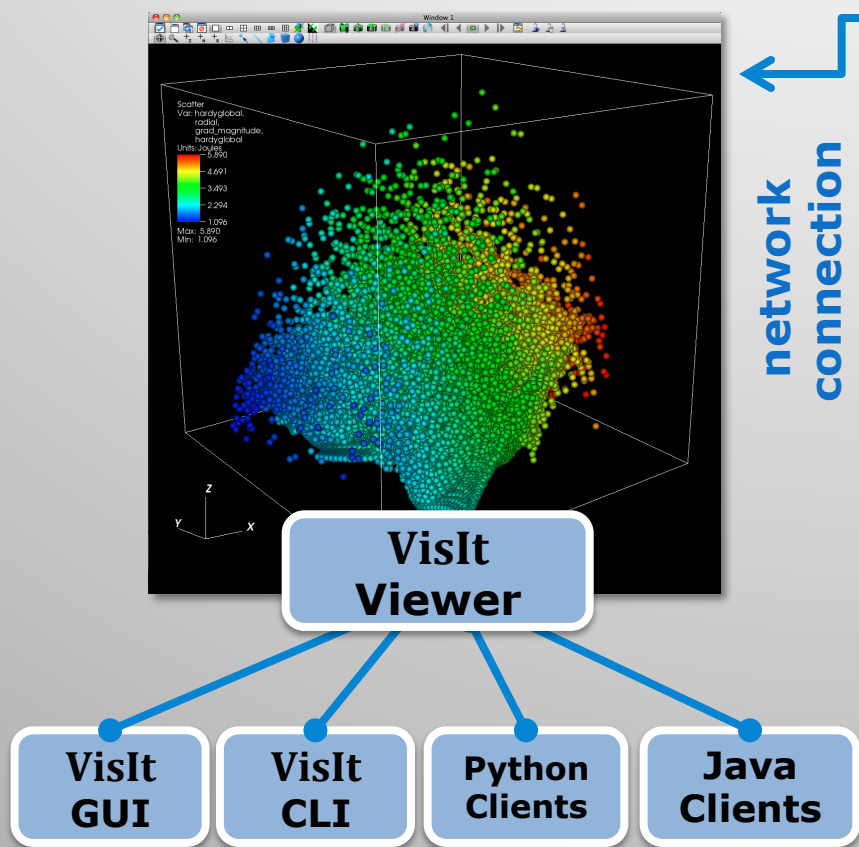 Window 1
Scatter
Var: hardyglobal,
radial,
grad_magnitude,
hardyglobal
Units: Joules
5.890
4.691
3.493
2.294
1.096
Max: 5.890
Min: 1.096
Z
Y
X
network
connection
VisIt
Viewer
VisIt
GUI
VisIt
CLI
Python
Clients
Java
Clients